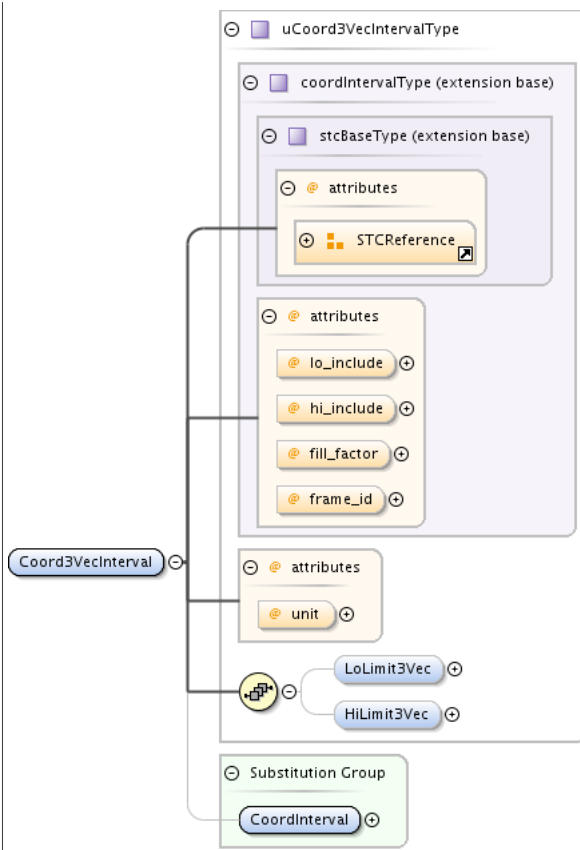 uCoord3VecIntervalType
coordIntervalType (extension base)
stcBaseType (extension base)
@ attributes
STCReference
@ attributes
@ lo_include
@ hi_include
@ fill_factor
@ frame_id
Coord3VecInterval
@ attributes
@ unit
LoLimit3Vec
HiLimit3Vec
Substitution Group
CoordInterval